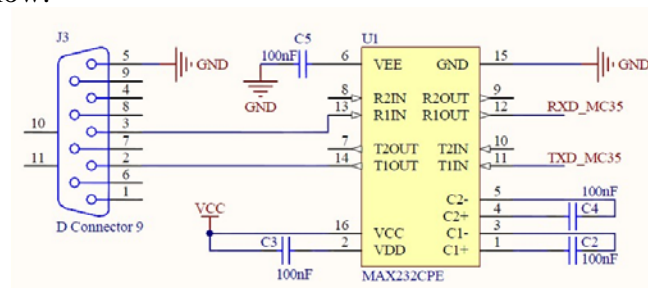 now.
J3
5
9
4
8
3
7
2
6
1
10
11
D Connector 9
GND
C5
100nF
GND
U1
6 VEE GND 15
GND
8 R2IN R2OUT 9
13 R1IN R1OUT 12 RXD_MC35
7 T2OUT T2IN 10
14 T1OUT T1IN 11 TXD_MC35
C2- 5 100nF
C2+ 4 C4
VCC
16 VCC C1- 3
C3 2 VDD C1+ 1 C2
100nF
100nF
MAX232CPE